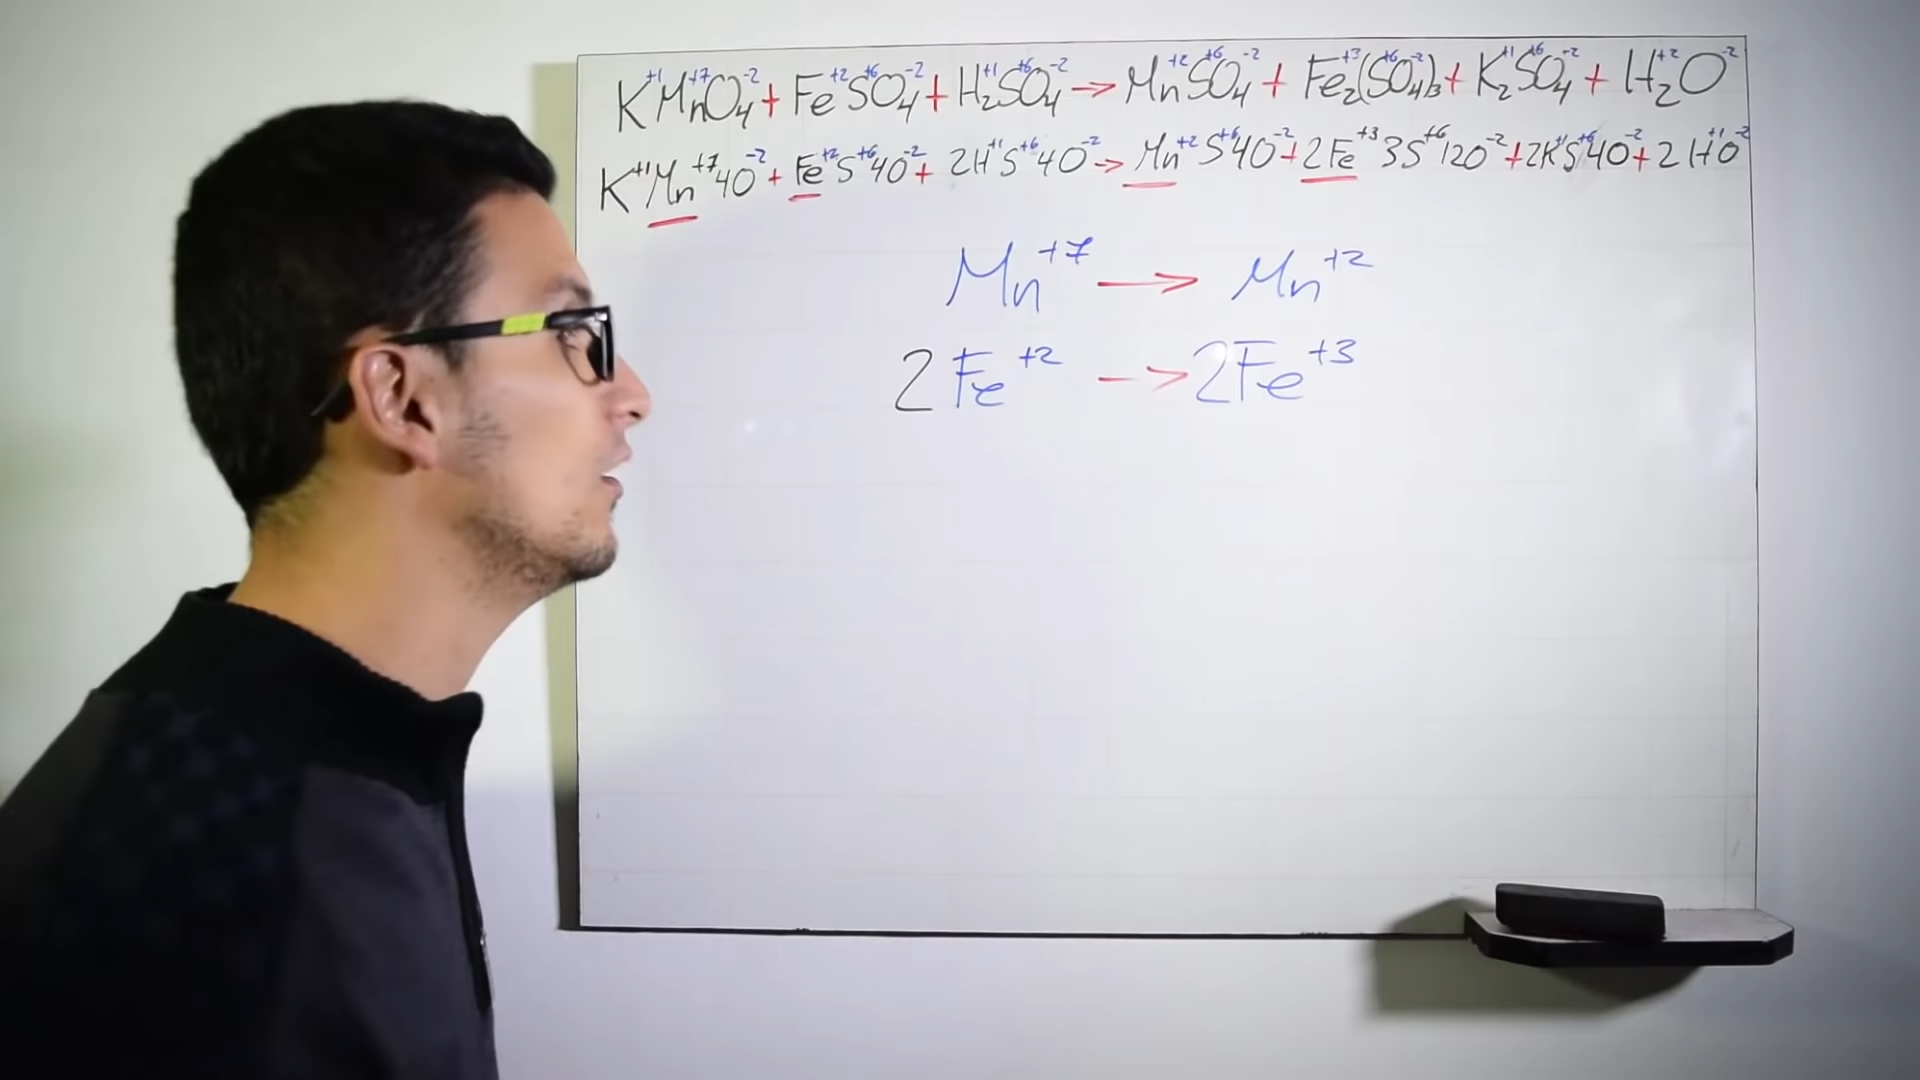 K⁺¹Mn⁺⁷O₄⁻² + Fe⁺²S⁺⁶O₄⁻² + H₂⁺¹S⁺⁶O₄⁻² → Mn⁺²S⁺⁶O₄⁻² + Fe₂⁺³(S⁺⁶O₄⁻²)₃ + K₂⁺¹S⁺⁶O₄⁻² + H₂⁺²O⁻²
K⁺¹Mn⁺⁷4O⁻² + Fe⁺²S⁺⁶4O⁻² + 2H⁺¹S⁺⁶4O⁻² → Mn⁺²S⁺⁶4O⁻² + 2Fe⁺³3S⁺⁶12O⁻² + 2K⁺¹S⁺⁶4O⁻² + 2H⁺¹O⁻²
Mn⁺⁷ → Mn⁺²
2Fe⁺² → 2Fe⁺³